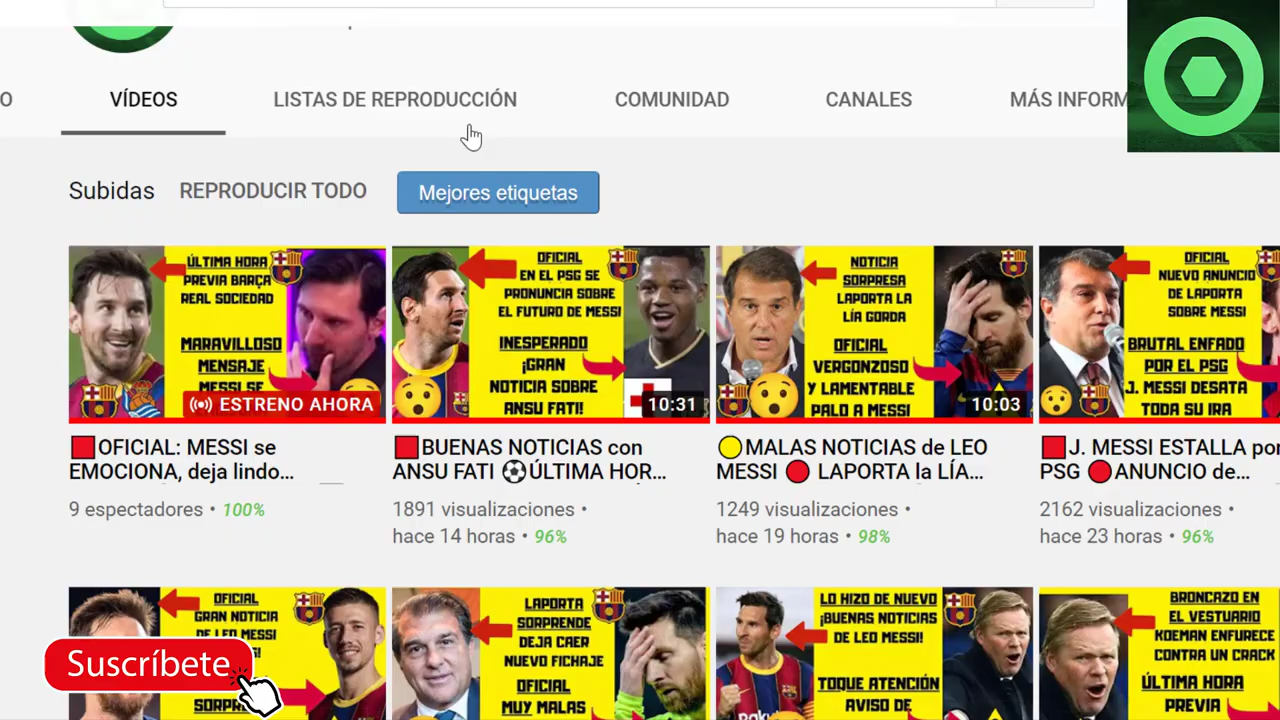 O
VÍDEOS
LISTAS DE REPRODUCCIÓN
COMUNIDAD
CANALES
MÁS INFORM
Subidas
REPRODUCIR TODO
Mejores etiquetas
ÚLTIMA HORA
PREVIA BARÇA
REAL SOCIEDAD
MARAVILLOSO
MENSAJE
MESSI SE
ESTRENO AHORA
OFICIAL
EN EL PSG SE
PRONUNCIA SOBRE
EL FUTURO DE MESSI
INESPERADO
¡GRAN
NOTICIA SOBRE
ANSU FATI!
10:31
NOTICIA
SORPRESA
LAPORTA LA
LÍA GORDA
OFICIAL
VERGONZOSO
Y LAMENTABLE
PALO A MESSI
10:03
OFICIAL
NUEVO ANUNCIO
DE LAPORTA
SOBRE MESSI
BRUTAL ENFADO
POR EL PSG
J. MESSI DESATA
TODA SU IRA
🟥OFICIAL: MESSI se
EMOCIONA, deja lindo...
9 espectadores • 100%
🟥BUENAS NOTICIAS con
ANSU FATI ⚽ÚLTIMA HOR...
1891 visualizaciones •
hace 14 horas • 96%
🟡MALAS NOTICIAS de LEO
MESSI 🔴 LAPORTA la LÍA...
1249 visualizaciones •
hace 19 horas • 98%
🟥J. MESSI ESTALLA por
PSG 🔴ANUNCIO de...
2162 visualizaciones •
hace 23 horas • 96%
OFICIAL
GRAN NOTICIA
DE LEO MESSI
Suscríbete
LAPORTA
SORPRENDE
DEJA CAER
NUEVO FICHAJE
OFICIAL
MUY MALAS
LO HIZO DE NUEVO
¡BUENAS NOTICIAS
DE LEO MESSI!
TOQUE ATENCIÓN
AVISO DE
BRONCAZO EN
EL VESTUARIO
KOEMAN ENFURECE
CONTRA UN CRACK
ÚLTIMA HORA
PREVIA